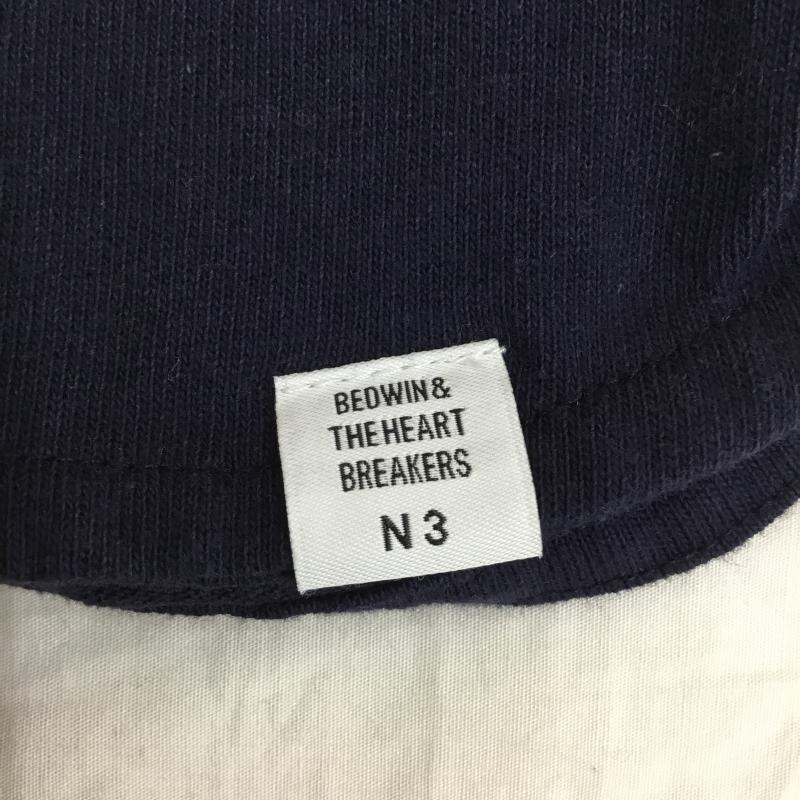 BEDWIN&
THE HEART
BREAKERS
N 3